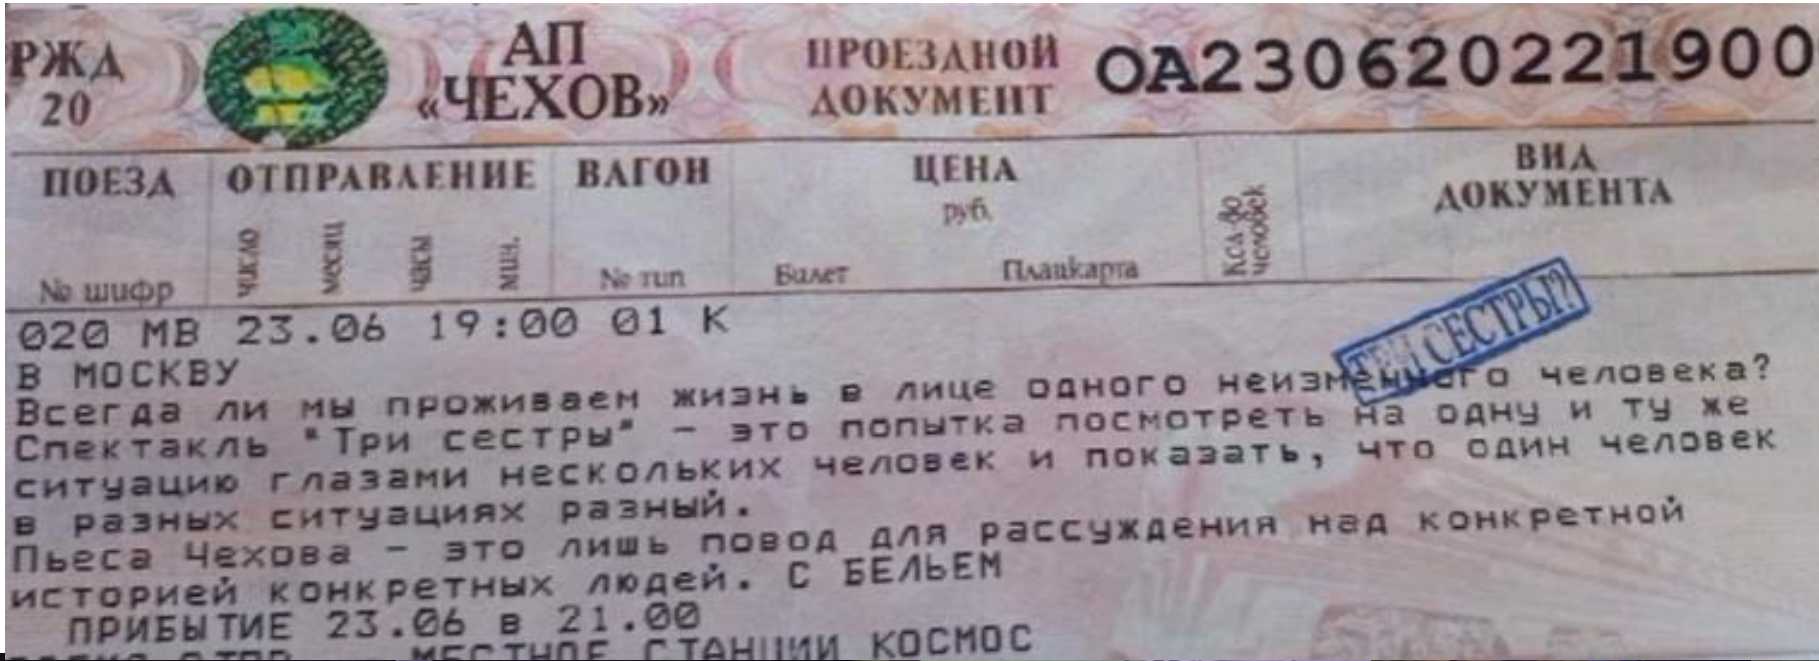 РЖД
20
АП
«ЧЕХОВ»
ПРОЕЗДНОЙ
ДОКУМЕНТ
ОА230620221900
ПОЕЗД
ОТПРАВЛЕНИЕ
ВАГОН
ЦЕНА
руб.
ВИД
ДОКУМЕНТА
№ шифр
число
месяц
часы
мин.
№ тип
Билет
Плацкарта
Кол-во
человек
020 МВ 23.06 19:00 01 К
СЕСТРЫ?!
В МОСКВУ
Всегда ли мы проживаем жизнь в лице одного неизменного человека?
Спектакль "Три сестры" – это попытка посмотреть на одну и ту же
ситуацию глазами нескольких человек и показать, что один человек
в разных ситуациях разный.
Пьеса Чехова – это лишь повод для рассуждения над конкретной
историей конкретных людей. С БЕЛЬЕМ
ПРИБЫТИЕ 23.06 в 21.00
МЕСТНОЕ СТАНЦИИ КОСМОС